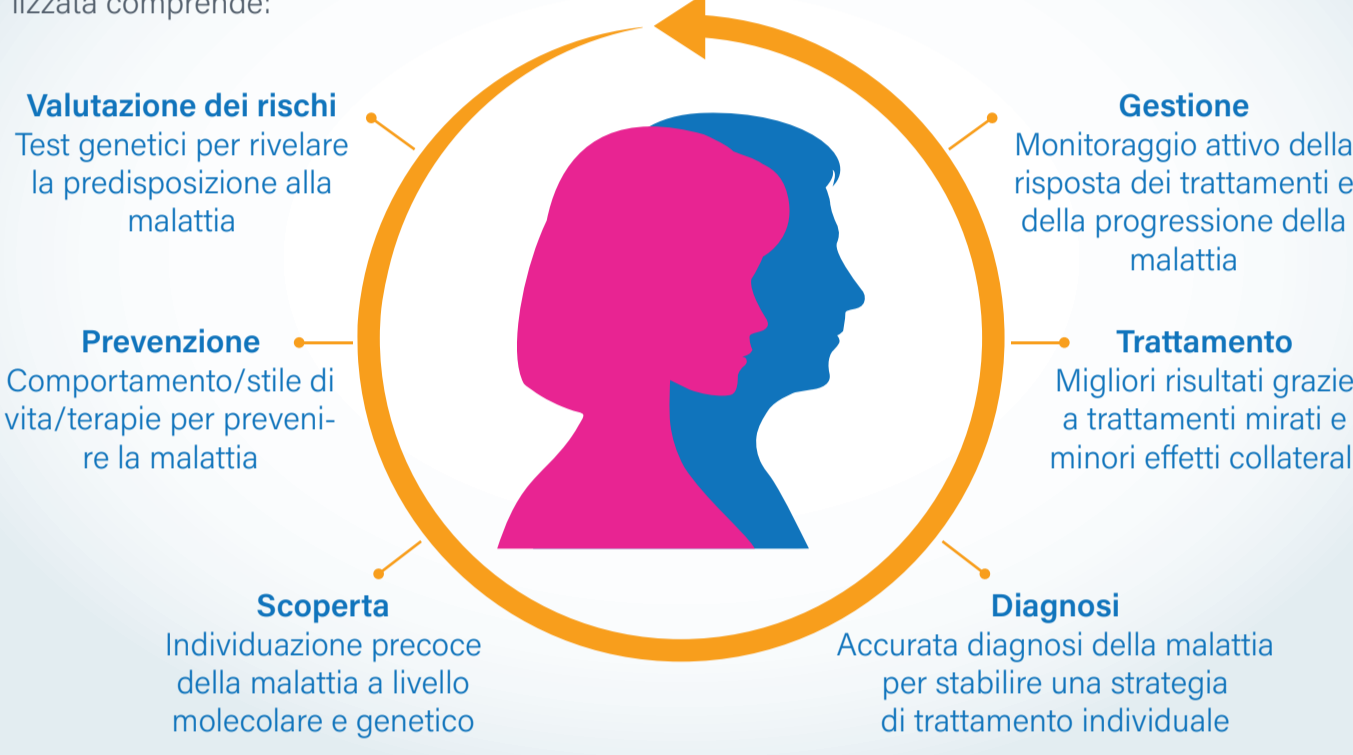 lizzata comprende:
Valutazione dei rischi
Test genetici per rivelare
la predisposizione alla
malattia
Prevenzione
Comportamento/stile di
vita/terapie per preveni-
re la malattia
Scoperta
Individuazione precoce
della malattia a livello
molecolare e genetico
Diagnosi
Accurata diagnosi della malattia
per stabilire una strategia
di trattamento individuale
Trattamento
Migliori risultati grazie
a trattamenti mirati e
minori effetti collateral
Gestione
Monitoraggio attivo della
risposta dei trattamenti e
della progressione della
malattia